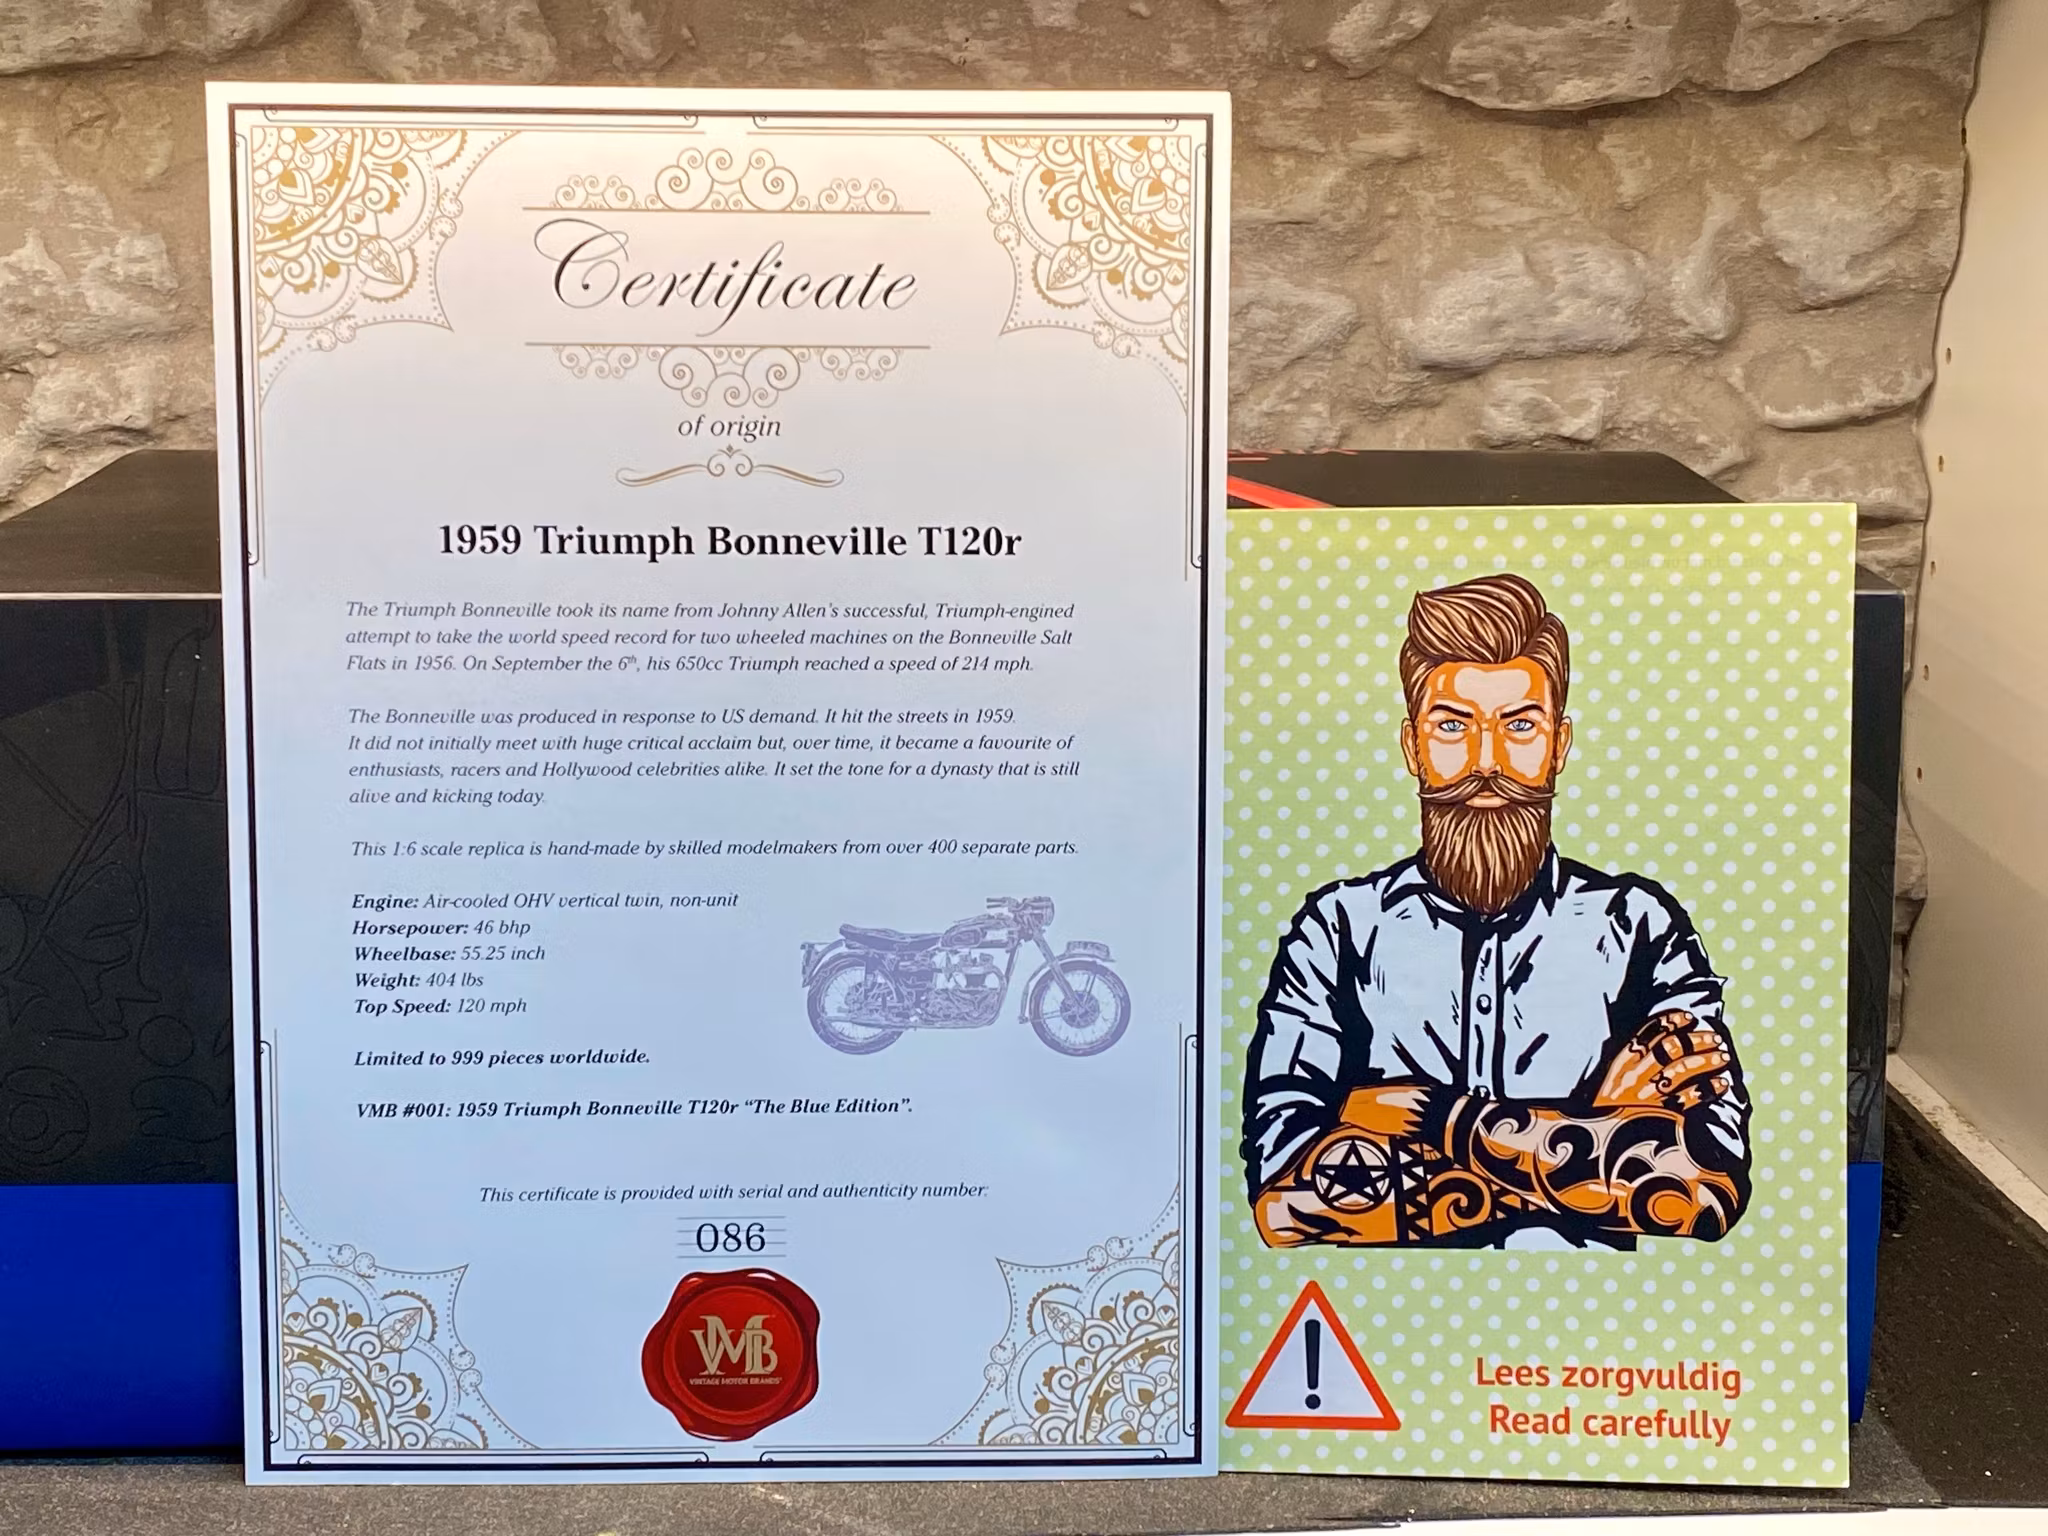 Certificate
of origin
1959 Triumph Bonneville T120r
The Triumph Bonneville took its name from Johnny Allen's successful, Triumph-engined
attempt to take the world speed record for two wheeled machines on the Bonneville Salt
Flats in 1956. On September the 6th, his 650cc Triumph reached a speed of 214 mph.
The Bonneville was produced in response to US demand. It hit the streets in 1959.
It did not initially meet with huge critical acclaim but, over time, it became a favourite of
enthusiasts, racers and Hollywood celebrities alike. It set the tone for a dynasty that is still
alive and kicking today.
This 1:6 scale replica is hand-made by skilled modelmakers from over 400 separate parts.
Engine: Air-cooled OHV vertical twin, non-unit
Horsepower: 46 bhp
Wheelbase: 55.25 inch
Weight: 404 lbs
Top Speed: 120 mph
Limited to 999 pieces worldwide.
VMB #001: 1959 Triumph Bonneville T120r “The Blue Edition”.
This certificate is provided with serial and authenticity number:
086
VMB
VINTAGE MOTOR BRANDS
Lees zorgvuldig
Read carefully